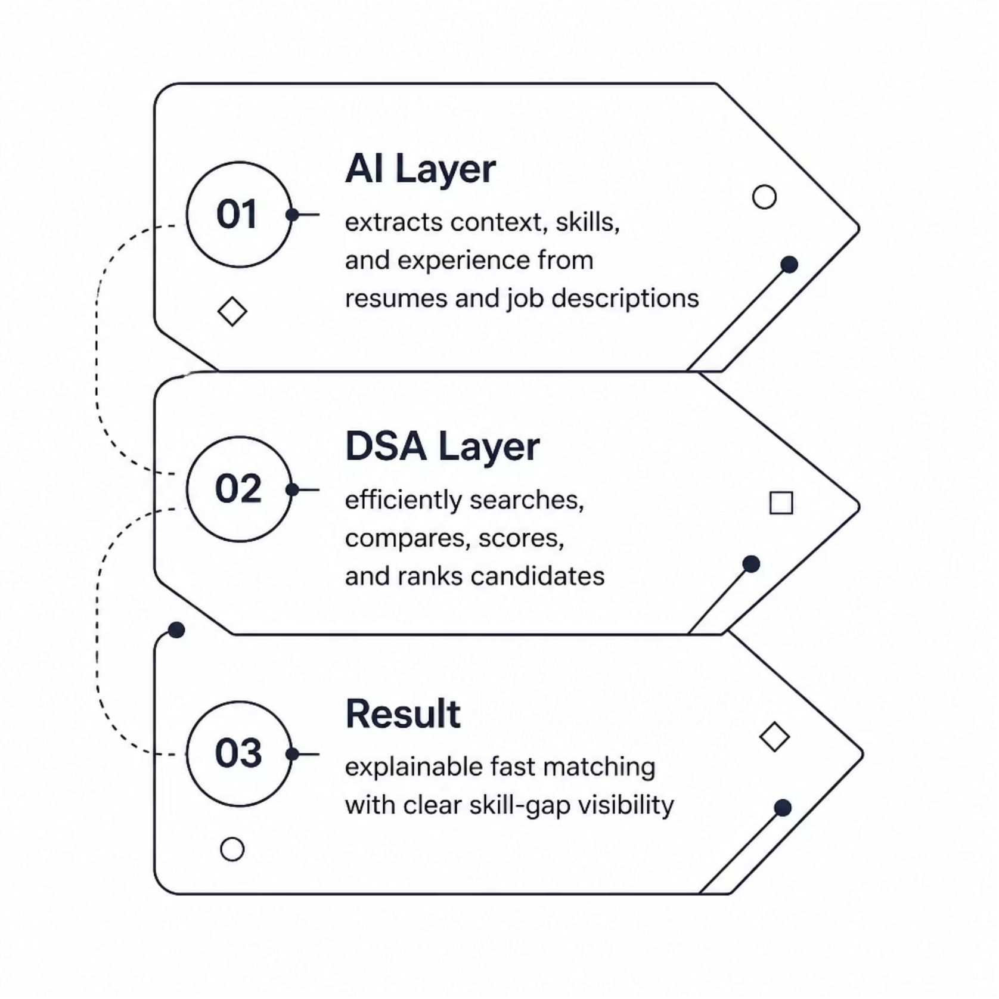 01
AI Layer
extracts context, skills,
and experience from
resumes and job descriptions
02
DSA Layer
efficiently searches,
compares, scores,
and ranks candidates
03
Result
explainable fast matching
with clear skill-gap visibility